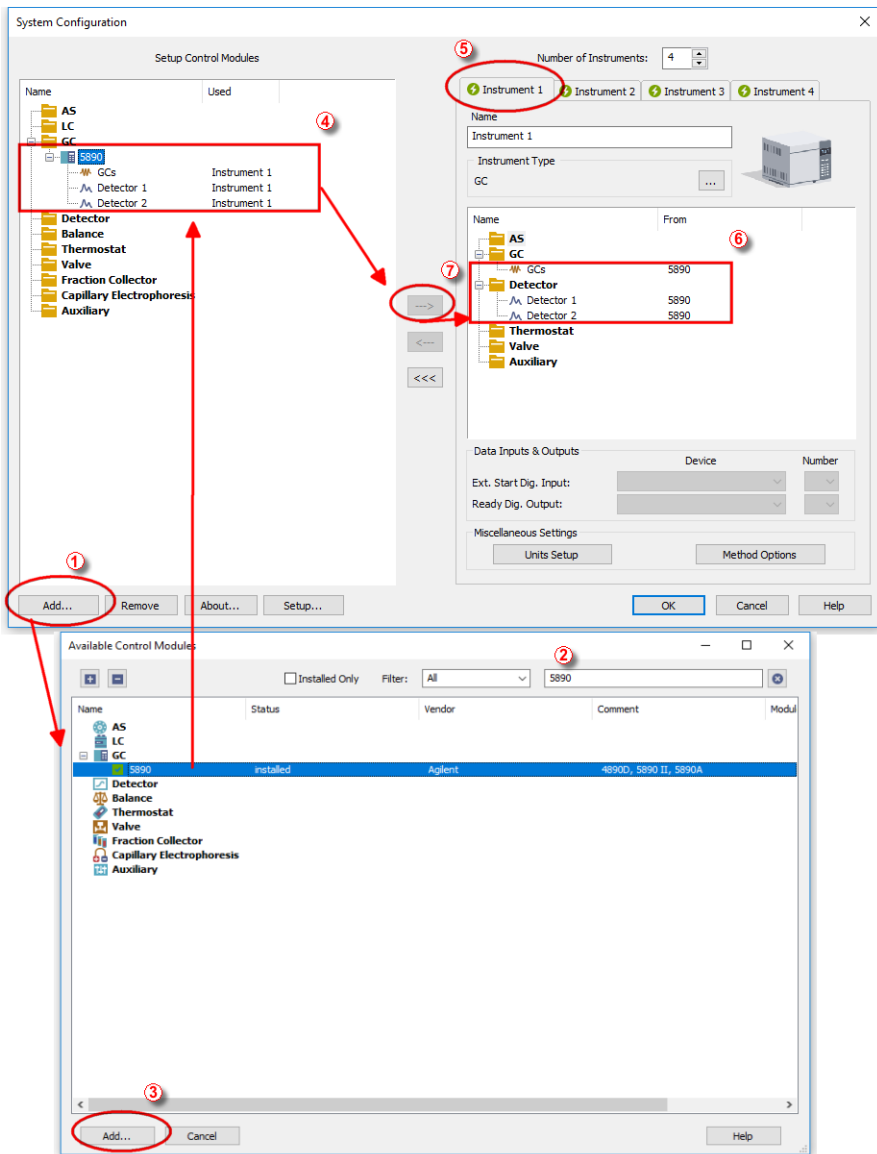 System Configuration
Setup Control Modules
⑤
Number of Instruments: 4
Name Used
Instrument 1 Instrument 2 Instrument 3 Instrument 4
AS
LC
④
GC
5890
GCs Instrument 1
Detector 1 Instrument 1
Detector 2 Instrument 1
Detector
Balance
Thermostat
Valve
Fraction Collector
Capillary Electrophoresis
Auxiliary
Name
Instrument 1
Instrument Type
GC ...
Name From
⑥
AS
GC
GCs 5890
Detector
Detector 1 5890
Detector 2 5890
Thermostat
Valve
Auxiliary
⑦
--->
<---
<<<
Data Inputs & Outputs
Device Number
Ext. Start Dig. Input:
Ready Dig. Output:
Miscellaneous Settings
Units Setup Method Options
①
Add... Remove About... Setup... OK Cancel Help
Available Control Modules
②
Installed Only Filter: All 5890
Name Status Vendor Comment Modul
AS
LC
GC
5890 installed Agilent 4890D, 5890 II, 5890A
Detector
Balance
Thermostat
Valve
Fraction Collector
Capillary Electrophoresis
Auxiliary
③
Add... Cancel Help